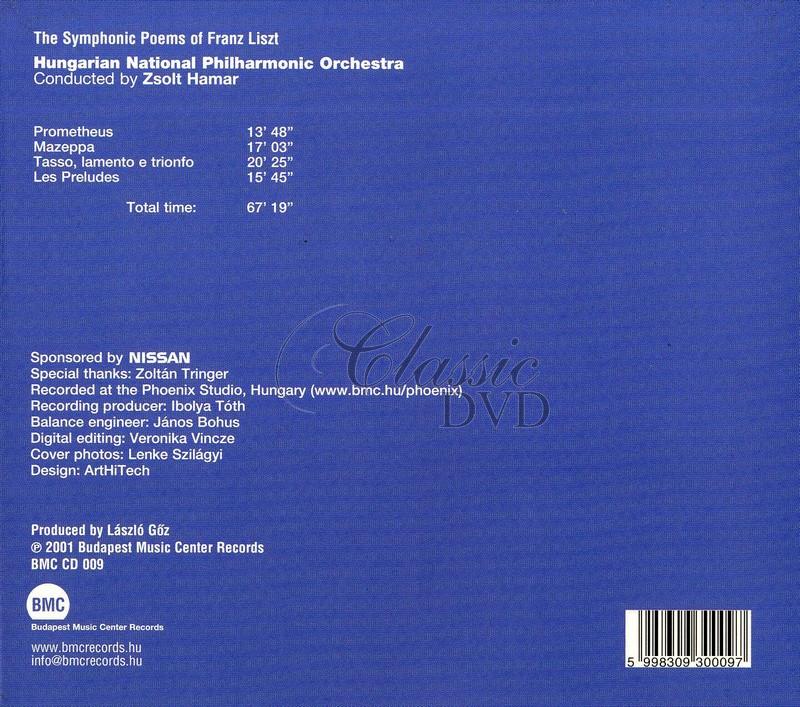 The Symphonic Poems of Franz Liszt
Hungarian National Philharmonic Orchestra
Conducted by Zsolt Hamar
Prometheus 13' 48"
Mazeppa 17' 03"
Tasso, lamento e trionfo 20' 25"
Les Preludes 15' 45"
Total time: 67' 19"
Classic
DVD
Sponsored by NISSAN
Special thanks: Zoltán Tringer
Recorded at the Phoenix Studio, Hungary (www.bmc.hu/phoenix)
Recording producer: Ibolya Tóth
Balance engineer: János Bohus
Digital editing: Veronika Vincze
Cover photos: Lenke Szilágyi
Design: ArtHiTech
Produced by László Gőz
℗ 2001 Budapest Music Center Records
BMC CD 009
BMC
Budapest Music Center Records
www.bmcrecords.hu
info@bmcrecords.hu
5 998309 300097